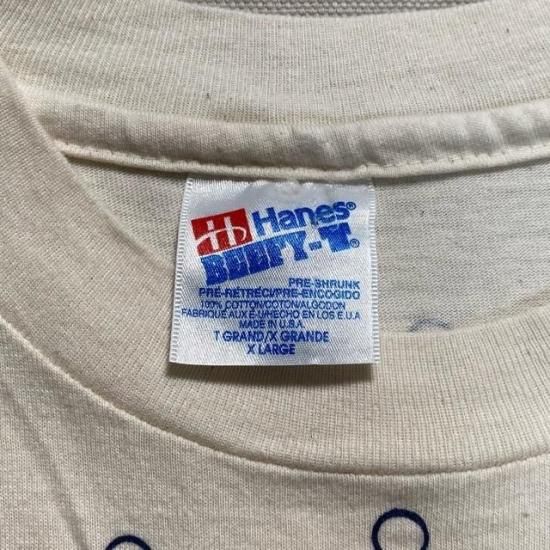 Hanes®
BEEFY-T®
PRE-SHRUNK
PRÉ-RÉTRÉCI/PRE-ENCOGIDO
100% COTTON/COTON/ALGODON
FABRIQUÉ AUX É-U/HECHO EN LOS E.U.A
MADE IN U.S.A.
T GRAND/X GRANDE
X LARGE